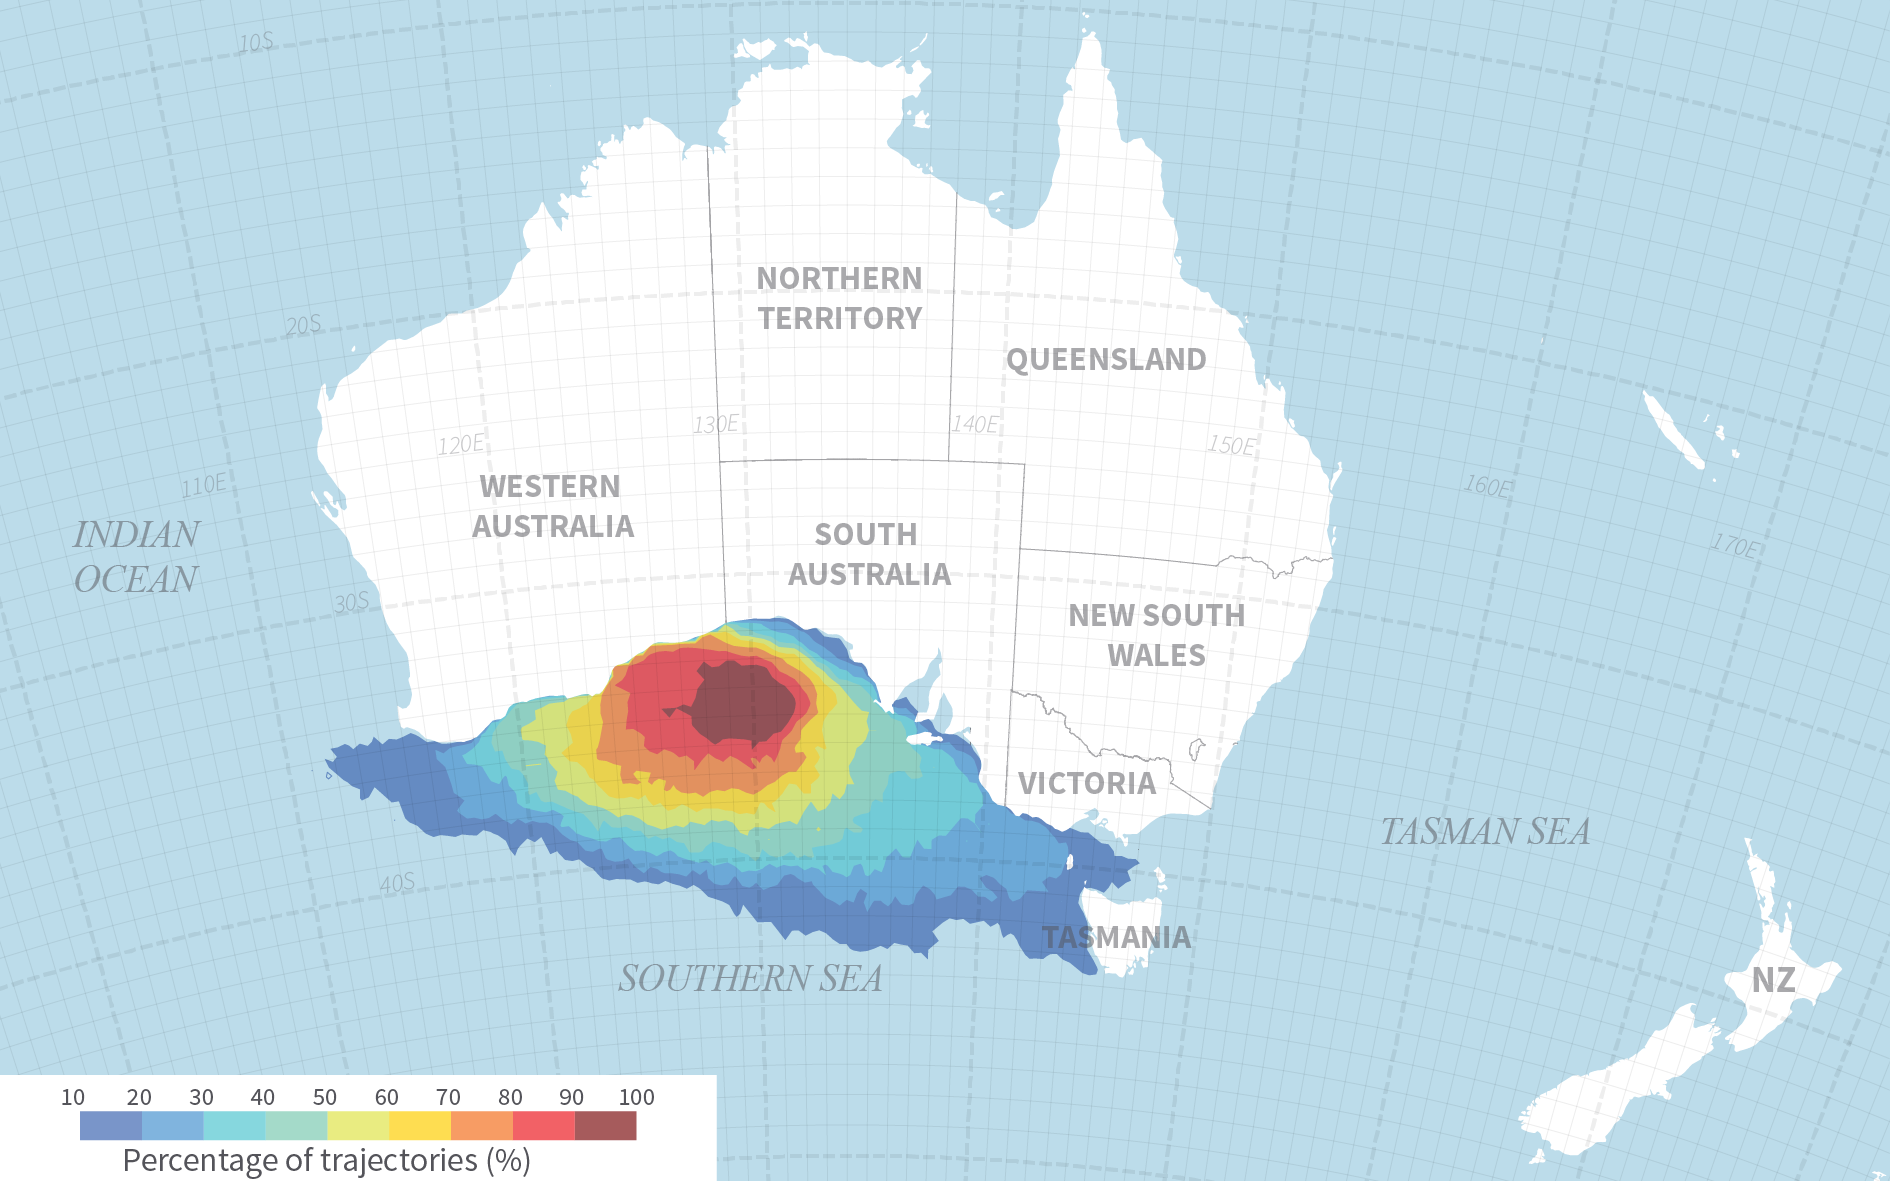 10S
NORTHERN
TERRITORY
20S
QUEENSLAND
130E
140E
120E
150E
WESTERN
AUSTRALIA
110E
160E
INDIAN
OCEAN
SOUTH
AUSTRALIA
170E
30S
NEW SOUTH
WALES
VICTORIA
TASMAN SEA
40S
TASMANIA
SOUTHERN SEA
NZ
10 20 30 40 50 60 70 80 90 100
Percentage of trajectories (%)